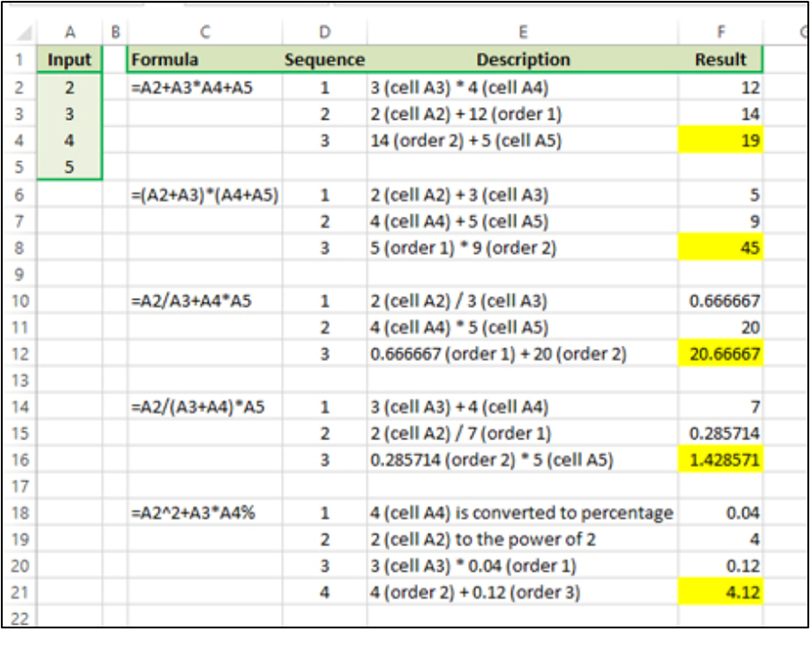 A B C D E F
1 Input Formula Sequence Description Result
2 2 =A2+A3*A4+A5 1 3 (cell A3) * 4 (cell A4) 12
3 3 2 2 (cell A2) + 12 (order 1) 14
4 4 3 14 (order 2) + 5 (cell A5) 19
5 5
6 =(A2+A3)*(A4+A5) 1 2 (cell A2) + 3 (cell A3) 5
7 2 4 (cell A4) + 5 (cell A5) 9
8 3 5 (order 1) * 9 (order 2) 45
9
10 =A2/A3+A4*A5 1 2 (cell A2) / 3 (cell A3) 0.666667
11 2 4 (cell A4) * 5 (cell A5) 20
12 3 0.666667 (order 1) + 20 (order 2) 20.66667
13
14 =A2/(A3+A4)*A5 1 3 (cell A3) + 4 (cell A4) 7
15 2 2 (cell A2) / 7 (order 1) 0.285714
16 3 0.285714 (order 2) * 5 (cell A5) 1.428571
17
18 =A2^2+A3*A4% 1 4 (cell A4) is converted to percentage 0.04
19 2 2 (cell A2) to the power of 2 4
20 3 3 (cell A3) * 0.04 (order 1) 0.12
21 4 4 (order 2) + 0.12 (order 3) 4.12
22